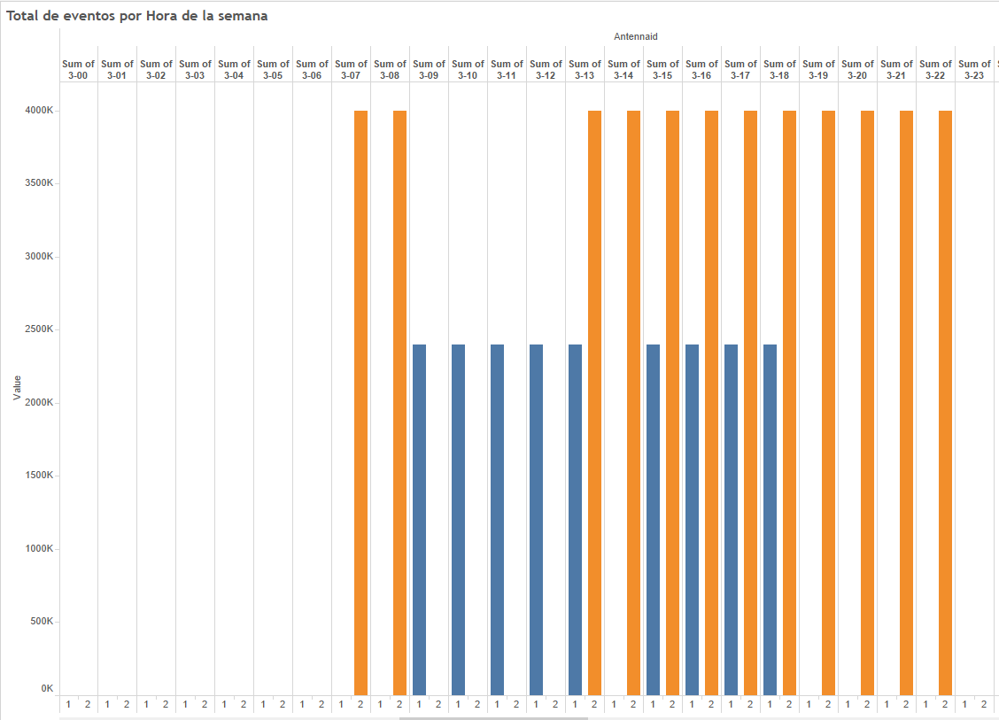 Total de eventos por Hora de la semana
Antennaid
Sum of 3-00 Sum of 3-01 Sum of 3-02 Sum of 3-03 Sum of 3-04 Sum of 3-05 Sum of 3-06 Sum of 3-07 Sum of 3-08 Sum of 3-09 Sum of 3-10 Sum of 3-11 Sum of 3-12 Sum of 3-13 Sum of 3-14 Sum of 3-15 Sum of 3-16 Sum of 3-17 Sum of 3-18 Sum of 3-19 Sum of 3-20 Sum of 3-21 Sum of 3-22 Sum of 3-23
4000K
3500K
3000K
2500K
Value
2000K
1500K
1000K
500K
0K
1 2 1 2 1 2 1 2 1 2 1 2 1 2 1 2 1 2 1 2 1 2 1 2 1 2 1 2 1 2 1 2 1 2 1 2 1 2 1 2 1 2 1 2 1 2 1 2